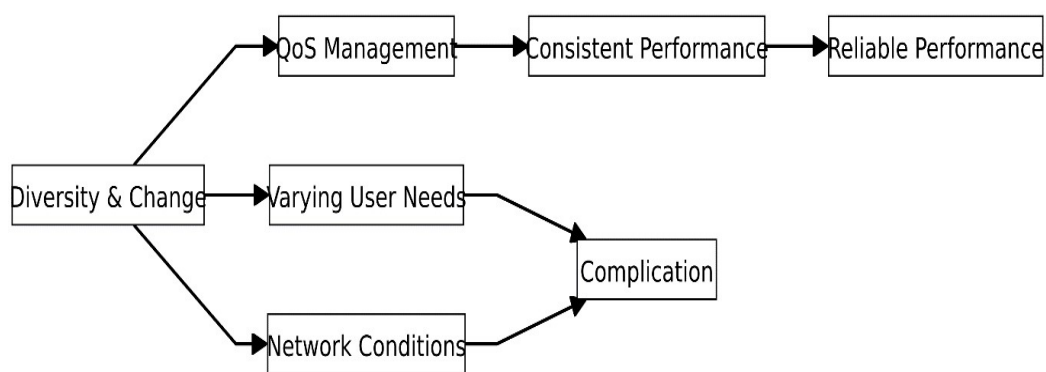 QoS Management
Consistent Performance
Reliable Performance
Diversity & Change
Varying User Needs
Complication
Network Conditions